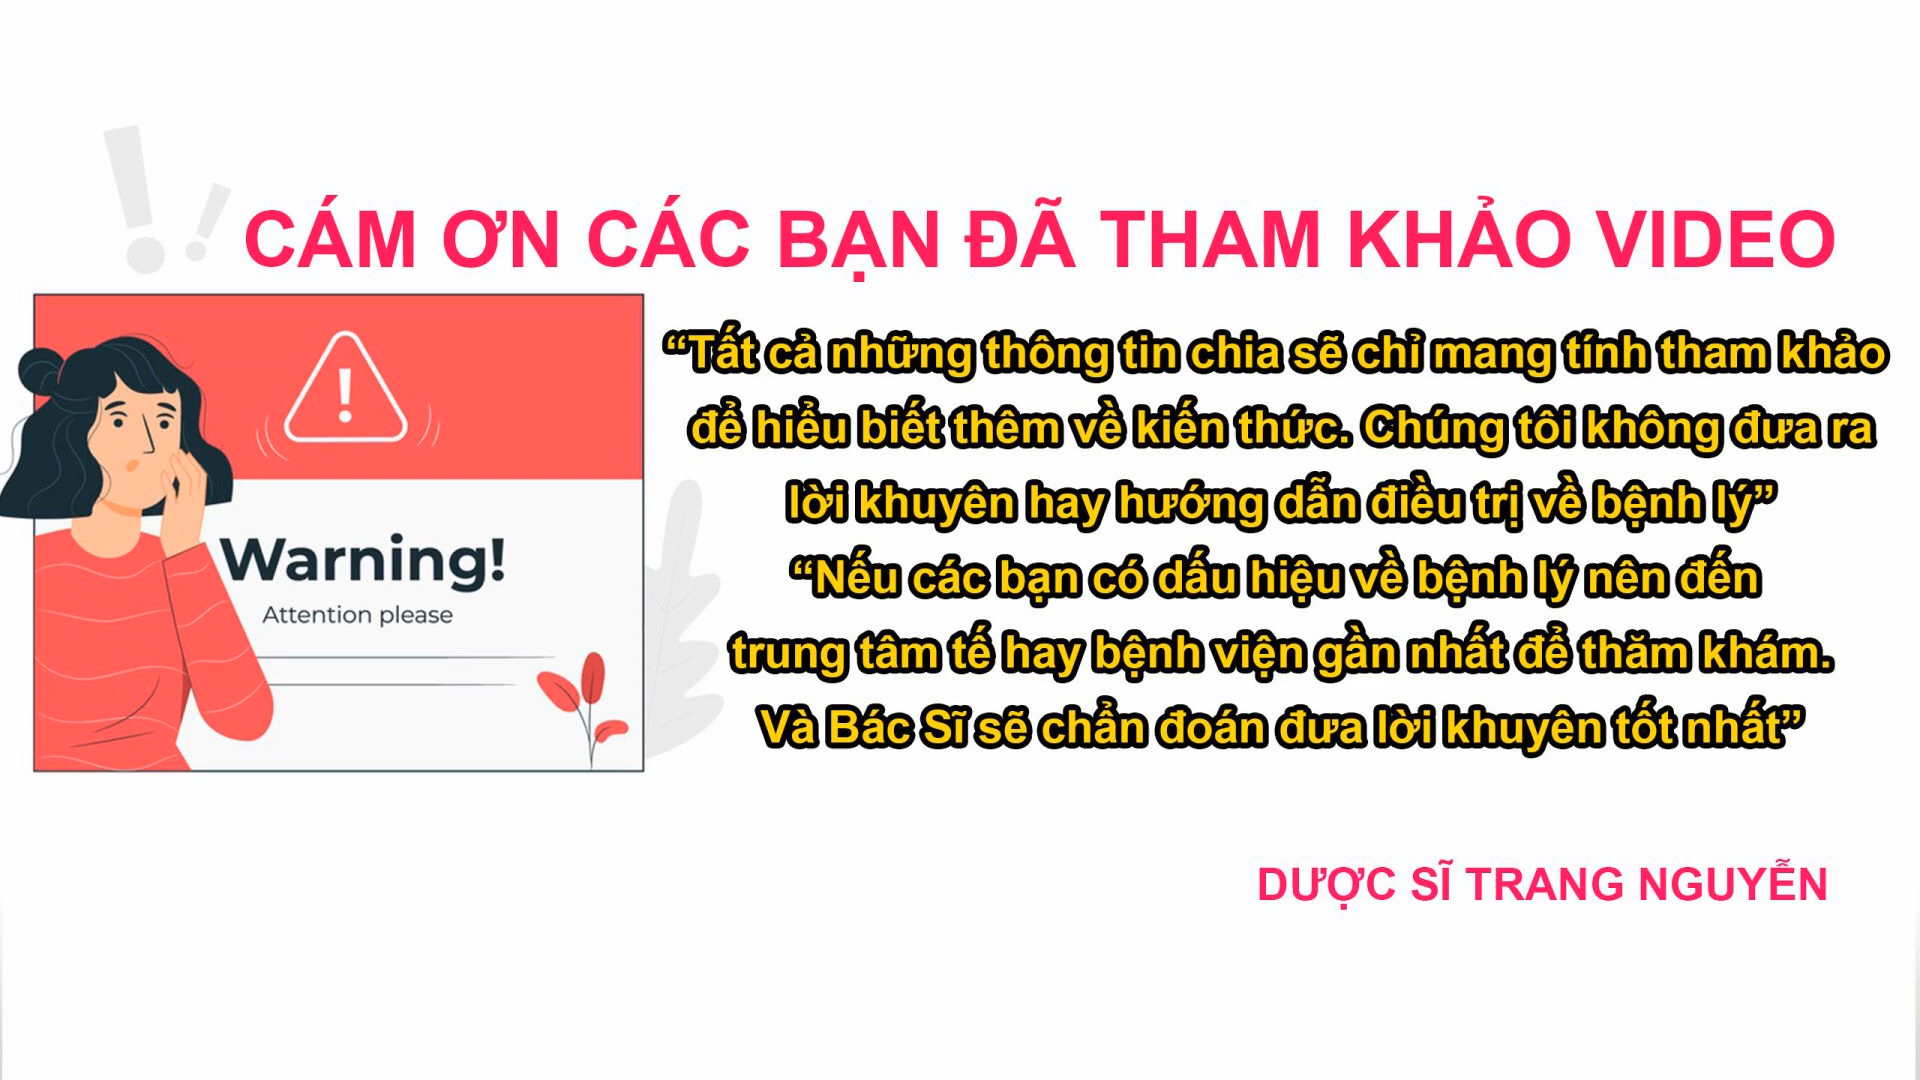 CÁM ƠN CÁC BẠN ĐÃ THAM KHẢO VIDEO
“Tất cả những thông tin chia sẽ chỉ mang tính tham khảo
để hiểu biết thêm về kiến thức. Chúng tôi không đưa ra
lời khuyên hay hướng dẫn điều trị về bệnh lý”
“Nếu các bạn có dấu hiệu về bệnh lý nên đến
trung tâm tế hay bệnh viện gần nhất để thăm khám.
Và Bác Sĩ sẽ chẩn đoán đưa lời khuyên tốt nhất”
!
Warning!
Attention please
DƯỢC SĨ TRANG NGUYỄN